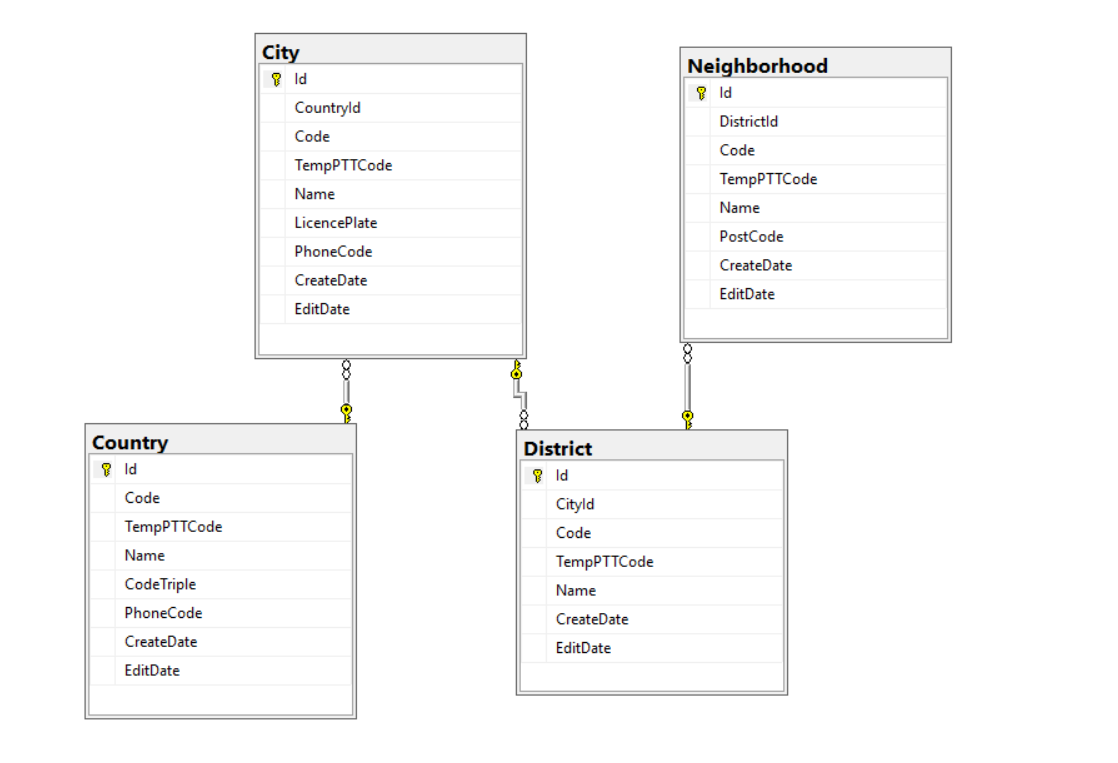 City
Id
CountryId
Code
TempPTTCode
Name
LicencePlate
PhoneCode
CreateDate
EditDate
Neighborhood
Id
DistrictId
Code
TempPTTCode
Name
PostCode
CreateDate
EditDate
Country
Id
Code
TempPTTCode
Name
CodeTriple
PhoneCode
CreateDate
EditDate
District
Id
CityId
Code
TempPTTCode
Name
CreateDate
EditDate